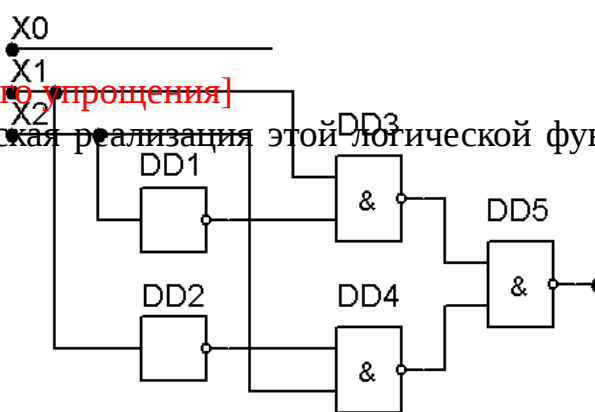 X0
X1
го упрощения]
X2
ская реализация этой логической фун
DD3
DD1
&
DD5
&
DD2
DD4
&